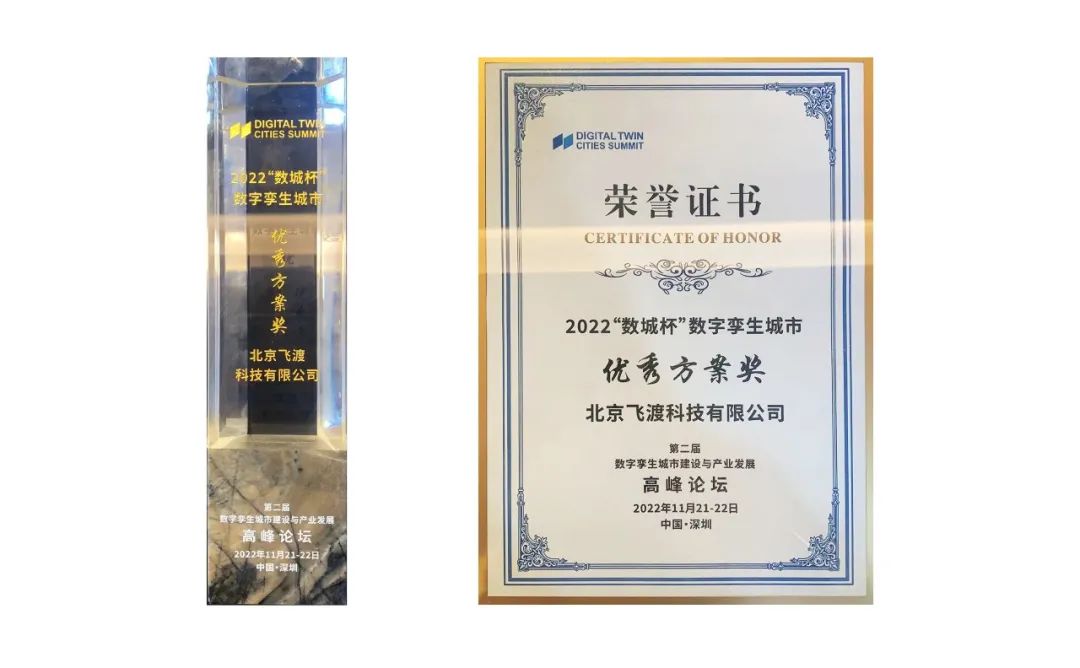 DIGITAL TWIN
CITIES SUMMIT
2022“数城杯”
数字孪生城市
优秀方案奖
北京飞渡
科技有限公司
第二届
数字孪生城市建设与产业发展
高峰论坛
2022年11月21-22日
中国·深圳
DIGITAL TWIN
CITIES SUMMIT
荣誉证书
CERTIFICATE OF HONOR
2022“数城杯”数字孪生城市
优秀方案奖
北京飞渡科技有限公司
第二届
数字孪生城市建设与产业发展
高峰论坛
2022年11月21-22日
中国·深圳